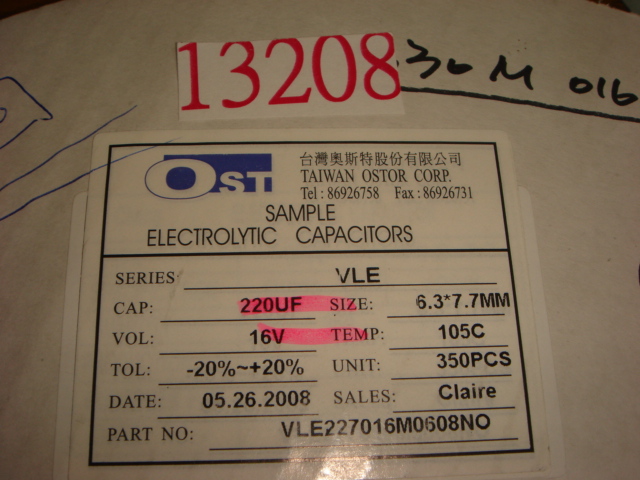 13208
30M 016
OST
台灣奧斯特股份有限公司
TAIWAN OSTOR CORP.
Tel : 86926758 Fax : 86926731
SAMPLE
ELECTROLYTIC CAPACITORS
SERIES: VLE
CAP: 220UF SIZE: 6.3*7.7MM
VOL: 16V TEMP: 105C
TOL: -20%~+20% UNIT: 350PCS
DATE: 05.26.2008 SALES: Claire
PART NO: VLE227016M0608NO